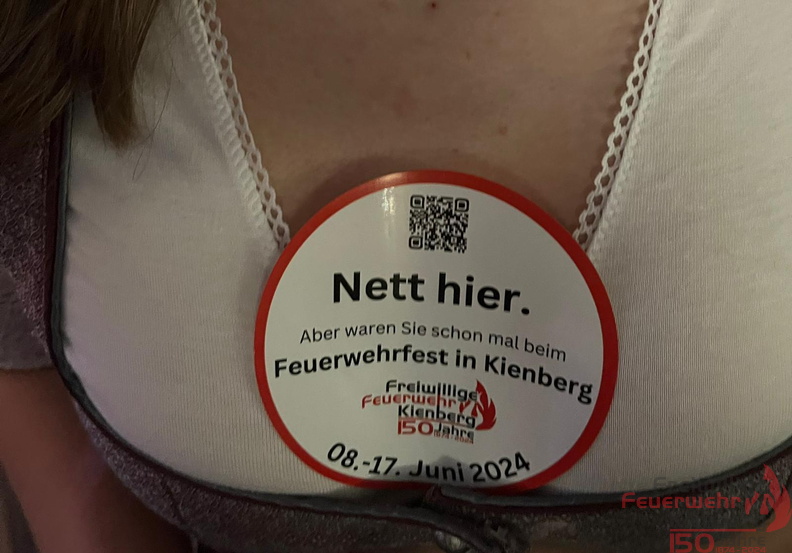 Nett hier.
Aber waren Sie schon mal beim
Feuerwehrfest in Kienberg
Freiwillige
Feuerwehr
Kienberg
150 Jahre
08.-17. Juni 2024
Feuerwehr
150